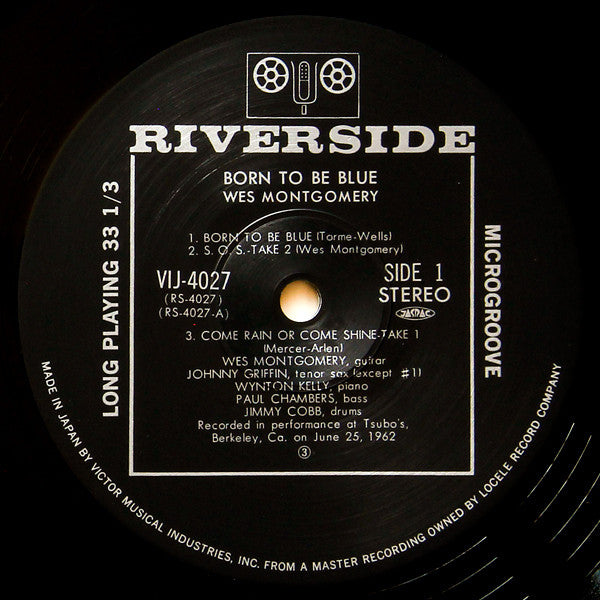 RIVERSIDE
BORN TO BE BLUE
WES MONTGOMERY
1. BORN TO BE BLUE (Torme-Wells)
2. S. O. S.-TAKE 2 (Wes Montgomery)
VIJ-4027
(RS-4027)
(RS-4027-A)
SIDE 1
STEREO
JASRAC
3. COME RAIN OR COME SHINE-TAKE 1
(Mercer-Arlen)
WES MONTGOMERY, guitar
JOHNNY GRIFFIN, tenor sax (except #1)
WYNTON KELLY, piano
PAUL CHAMBERS, bass
JIMMY COBB, drums
Recorded in performance at Tsubo's,
Berkeley, Ca. on June 25, 1962
③
LONG PLAYING 33 1/3
MICROGROOVE
MADE IN JAPAN BY VICTOR MUSICAL INDUSTRIES, INC. FROM A MASTER RECORDING OWNED BY LOCELE RECORD COMPANY